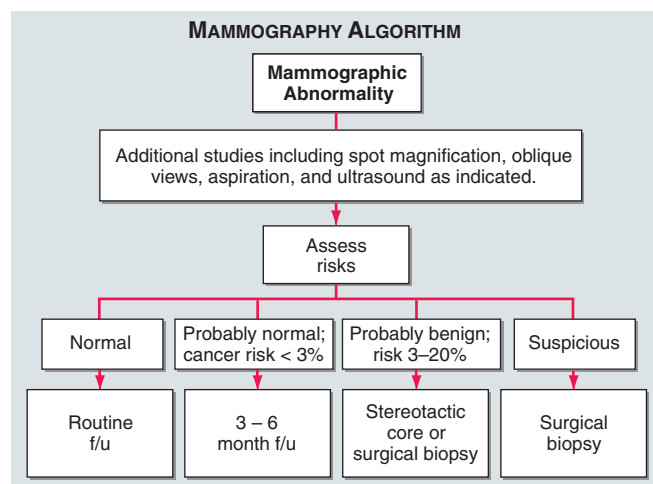 MAMMOGRAPHY ALGORITHM
Mammographic
Abnormality
Additional studies including spot magnification, oblique
views, aspiration, and ultrasound as indicated.
Assess
risks
Normal
Probably normal;
cancer risk < 3%
Probably benign;
risk 3–20%
Suspicious
Routine
f/u
3 – 6
month f/u
Stereotactic
core or
surgical biopsy
Surgical
biopsy